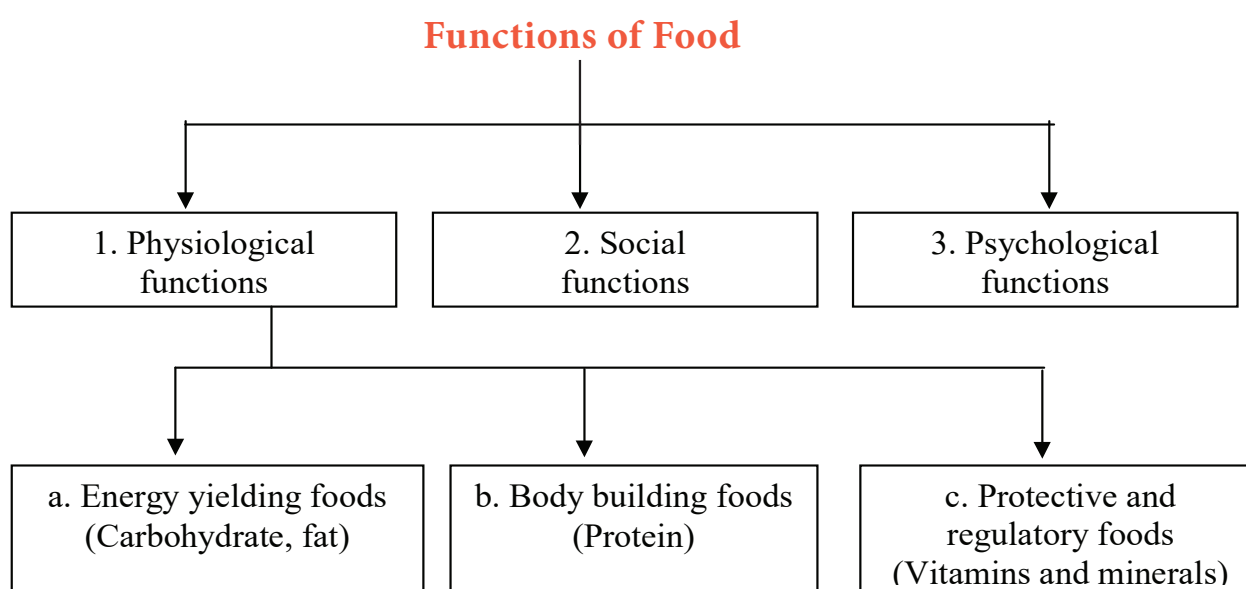 Functions of Food
1. Physiological
functions
2. Social
functions
3. Psychological
functions
a. Energy yielding foods
(Carbohydrate, fat)
b. Body building foods
(Protein)
c. Protective and
regulatory foods
(Vitamins and minerals)